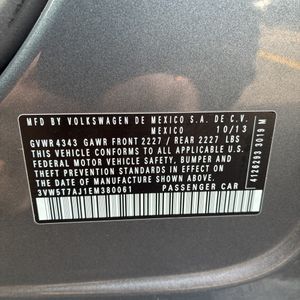 MFD BY VOLKSWAGEN DE MEXICO S.A. DE C.V.
MEXICO 10/13
GVWR 4343 GAWR FRONT 2227 / REAR 2227 LBS
THIS VEHICLE CONFORMS TO ALL APPLICABLE U.S.
FEDERAL MOTOR VEHICLE SAFETY, BUMPER AND
THEFT PREVENTION STANDARDS IN EFFECT ON
THE DATE OF MANUFACTURE SHOWN ABOVE
3VW5T7AJ1EM380061 PASSENGER CAR
4126293 3019 M